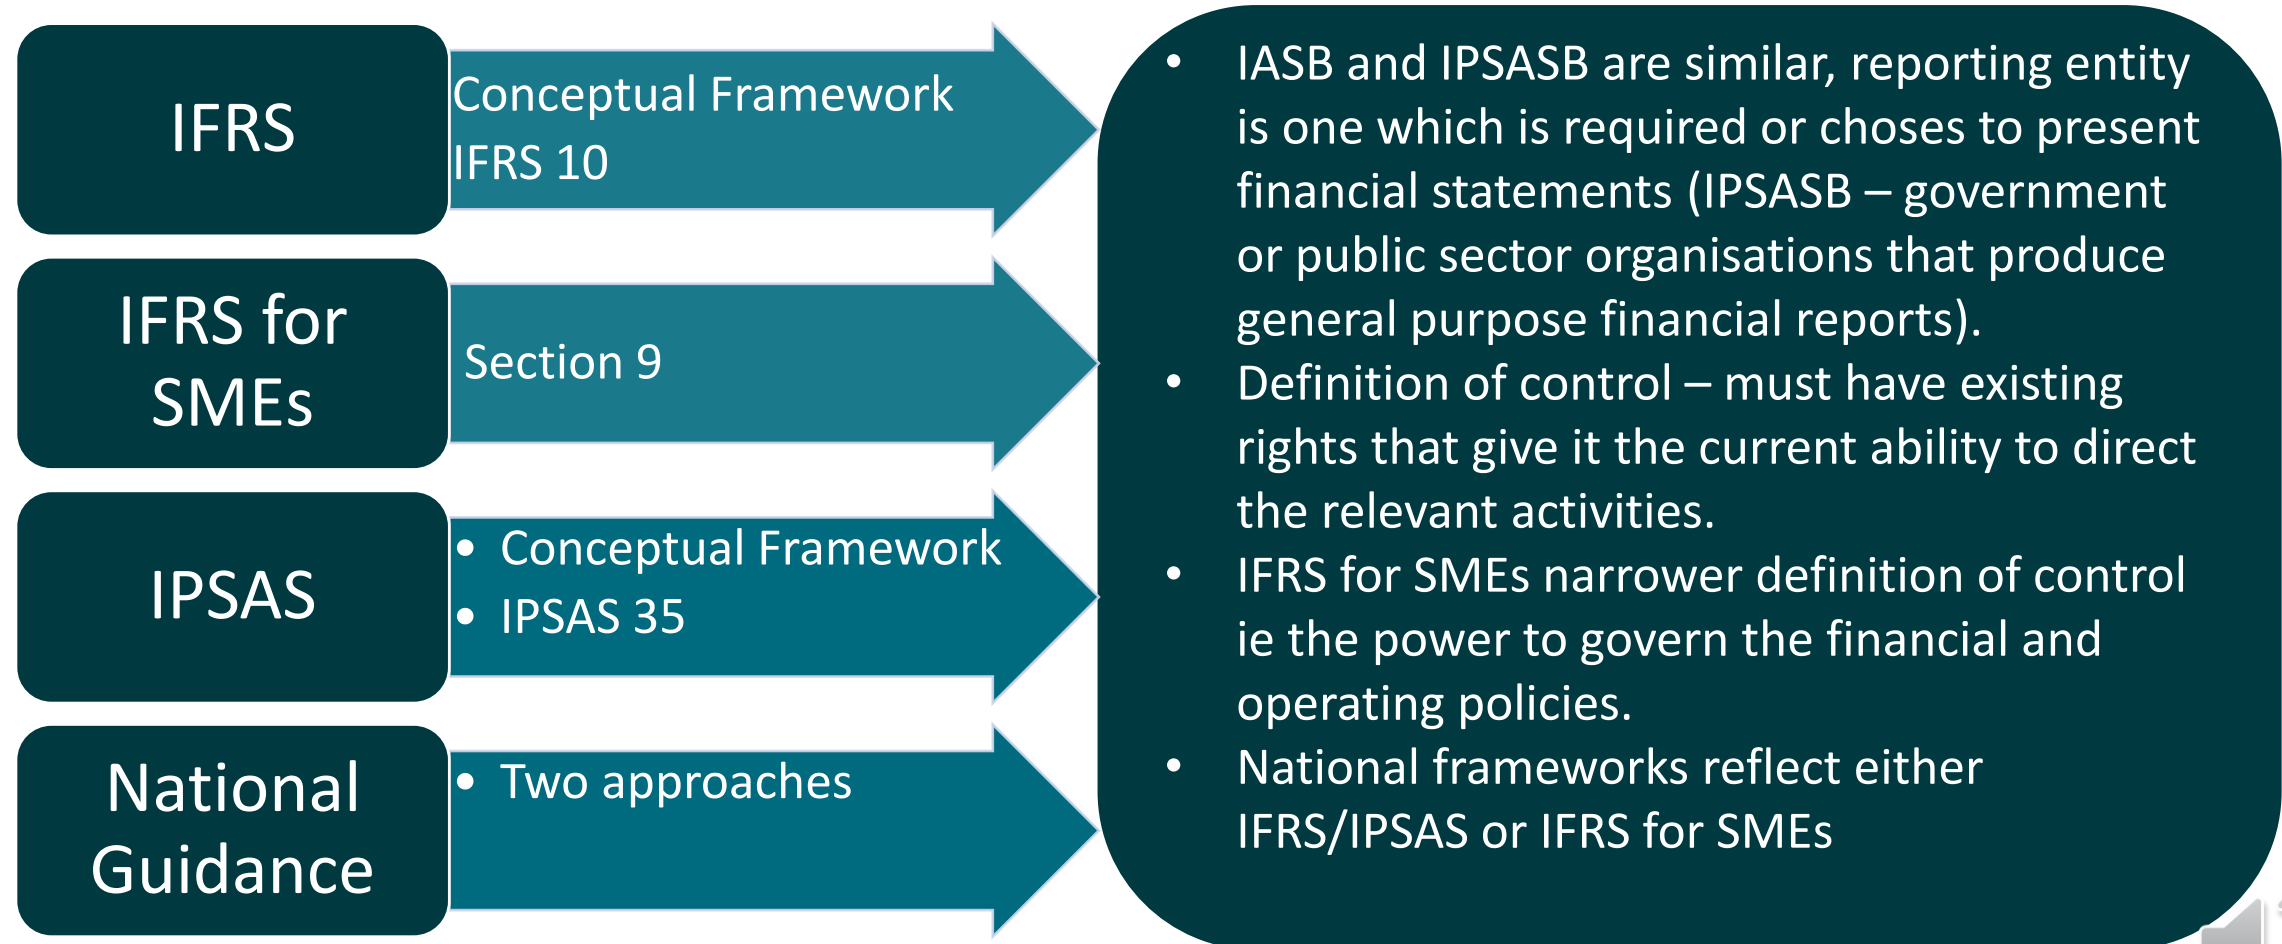 IFRS
Conceptual Framework
IFRS 10
IFRS for
SMEs
Section 9
IPSAS
• Conceptual Framework
• IPSAS 35
National
Guidance
• Two approaches
• IASB and IPSASB are similar, reporting entity
is one which is required or choses to present
financial statements (IPSASB – government
or public sector organisations that produce
general purpose financial reports).
• Definition of control – must have existing
rights that give it the current ability to direct
the relevant activities.
• IFRS for SMEs narrower definition of control
ie the power to govern the financial and
operating policies.
• National frameworks reflect either
IFRS/IPSAS or IFRS for SMEs